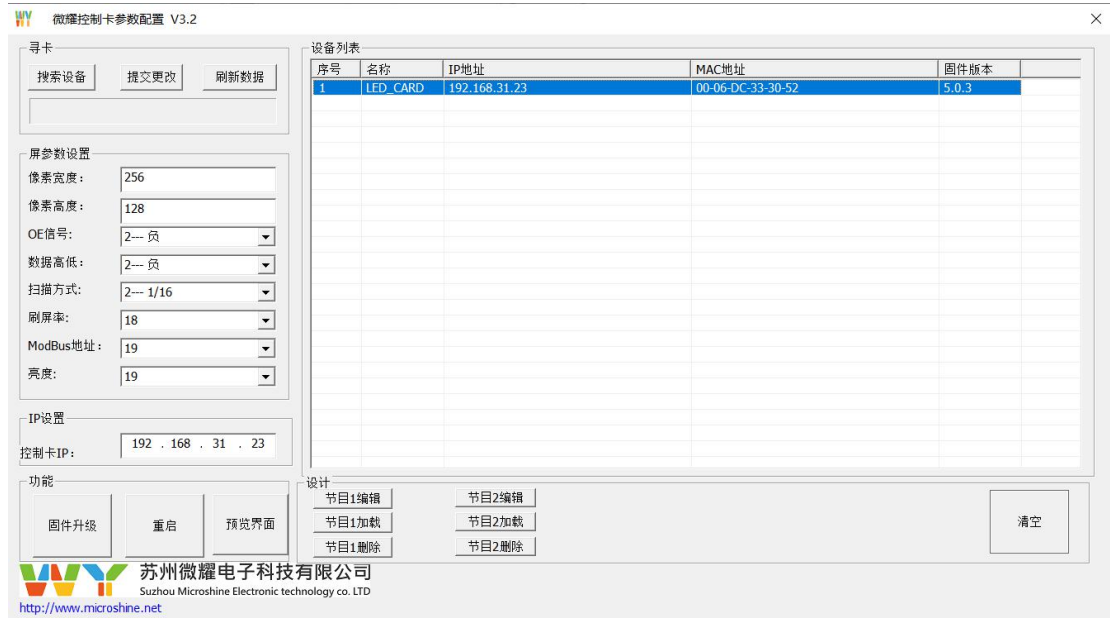 微耀控制卡参数配置 V3.2
寻卡
搜索设备 提交更改 刷新数据
屏参数设置
像素宽度： 256
像素高度： 128
OE信号: 2--- 负
数据高低： 2--- 负
扫描方式: 2--- 1/16
刷屏率: 18
ModBus地址： 19
亮度: 19
IP设置
控制卡IP： 192 . 168 . 31 . 23
功能
固件升级 重启 预览界面
设备列表
序号 名称 IP地址 MAC地址 固件版本
1 LED_CARD 192.168.31.23 00-06-DC-33-30-52 5.0.3
设计
节目1编辑 节目2编辑
节目1加载 节目2加载
节目1删除 节目2删除
清空
WY 苏州微耀电子科技有限公司
Suzhou Microshine Electronic technology co. LTD
http://www.microshine.net